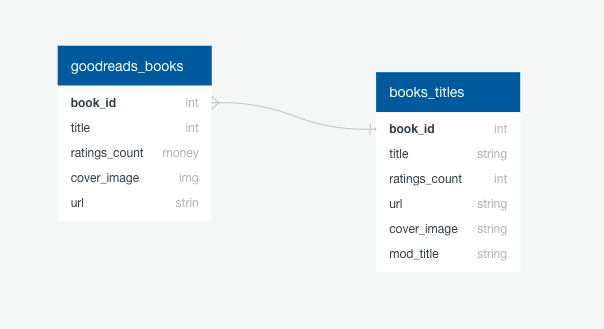 goodreads_books
book_id int
title int
ratings_count money
cover_image img
url strin
books_titles
book_id int
title string
ratings_count int
url string
cover_image string
mod_title string